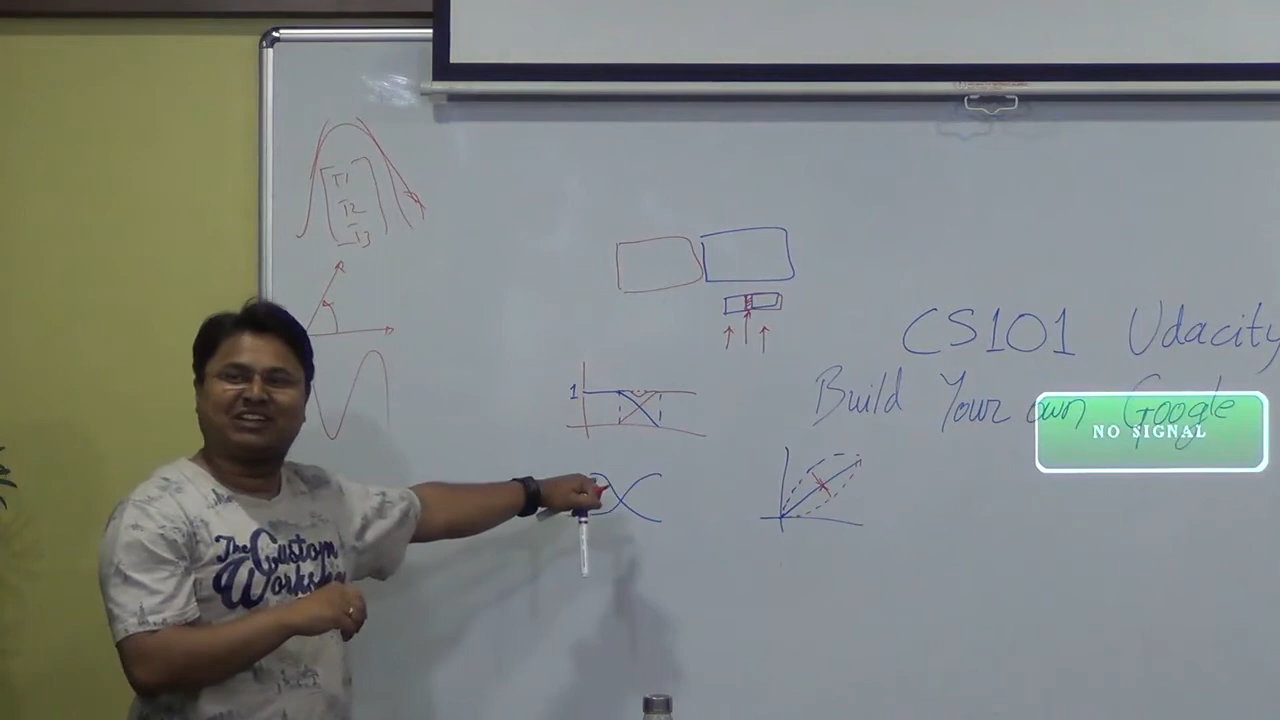 T1
T2
T3
CS101 Udacity
1
Build Your own Google
NO SIGNAL
The Custom